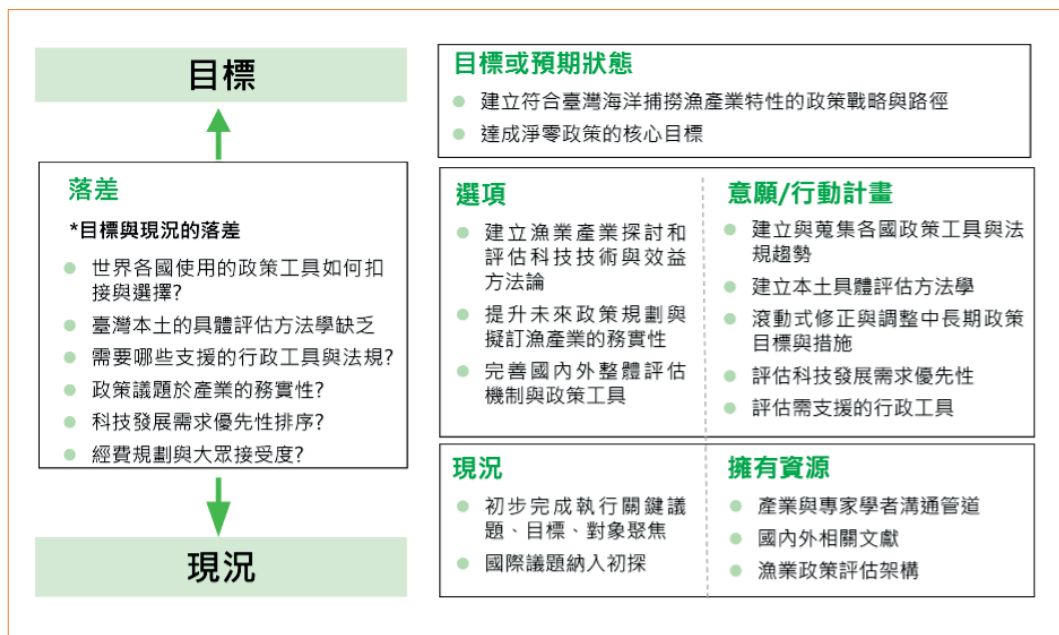 目標
落差
*目標與現況的落差
世界各國使用的政策工具如何扣
接與選擇?
臺灣本土的具體評估方法學缺乏
需要哪些支援的行政工具與法規?
政策議題於產業的務實性?
科技發展需求優先性排序?
經費規劃與大眾接受度?
現況
目標或預期狀態
建立符合臺灣海洋捕撈漁產業特性的政策戰略與路徑
達成淨零政策的核心目標
選項
建立漁業產業探討和
評估科技技術與效益
方法論
提升未來政策規劃與
擬訂漁產業的務實性
完善國內外整體評估
機制與政策工具
意願/行動計畫
建立與蒐集各國政策工具與法
規趨勢
建立本土具體評估方法學
滾動式修正與調整中長期政策
目標與措施
評估科技發展需求優先性
評估需支援的行政工具
現況
初步完成執行關鍵議
題、目標、對象聚焦
國際議題納入初探
擁有資源
產業與專家學者溝通管道
國內外相關文獻
漁業政策評估架構